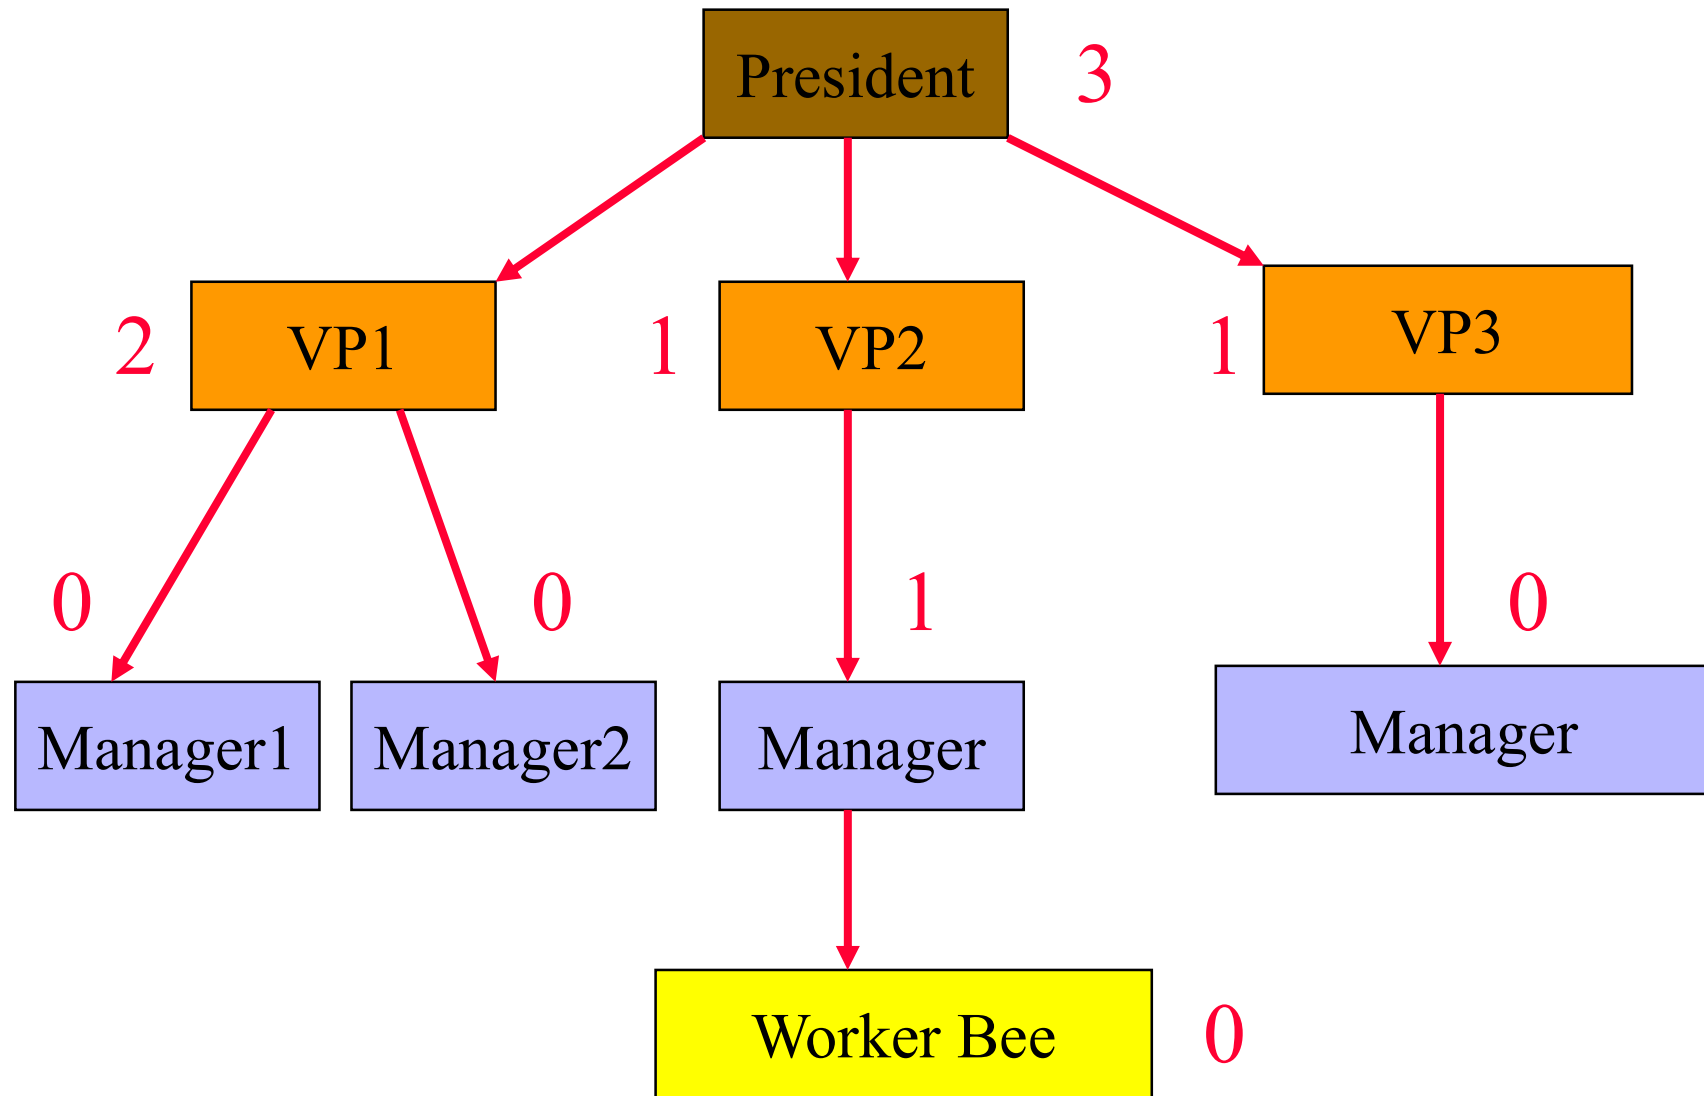 President
3
2
VP1
1
VP2
1
VP3
0
0
1
0
Manager1
Manager2
Manager
Manager
Worker Bee
0